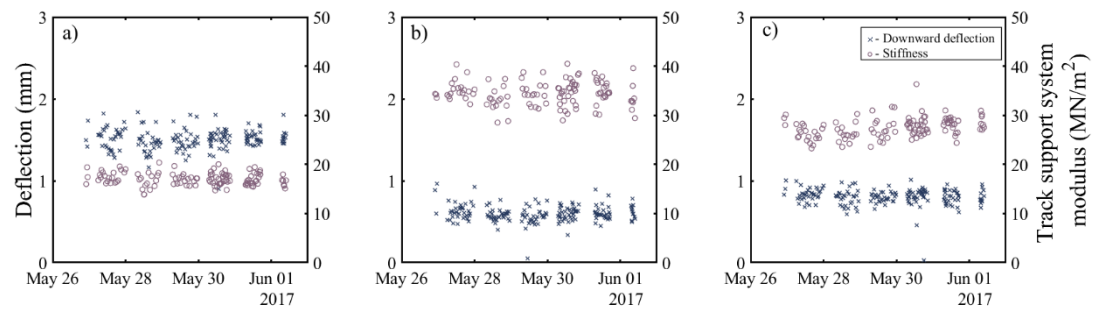 a)
3
2
1
0
Deflection (mm)
50
40
30
20
10
0
May 26
May 28
May 30
Jun 01
2017
b)
3
2
1
0
50
40
30
20
10
0
May 26
May 28
May 30
Jun 01
2017
c)
3
2
1
0
× - Downward deflection
○ - Stiffness
50
40
30
20
10
0
Track support system
modulus (MN/m²)
May 26
May 28
May 30
Jun 01
2017